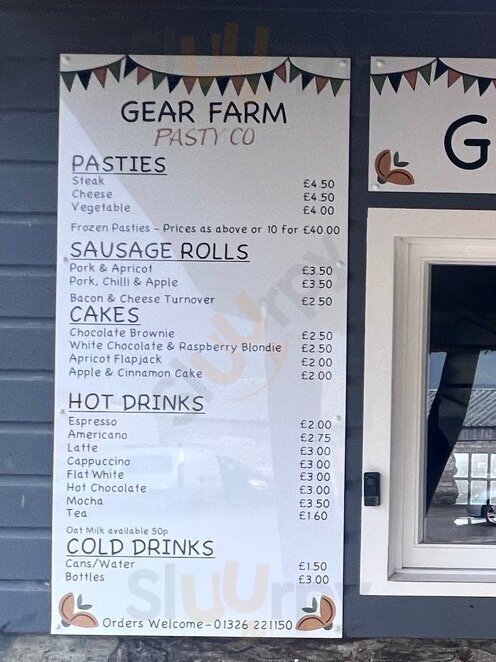 GEAR FARM
PASTY CO
PASTIES
Steak £4.50
Cheese £4.50
Vegetable £4.00
Frozen Pasties - Prices as above or 10 for £40.00
SAUSAGE ROLLS
Pork & Apricot £3.50
Pork, Chilli & Apple £3.50
Bacon & Cheese Turnover £2.50
CAKES
Chocolate Brownie £2.50
White Chocolate & Raspberry Blondie £2.50
Apricot Flapjack £2.00
Apple & Cinnamon Cake £2.00
HOT DRINKS
Espresso £2.00
Americano £2.75
Latte £3.00
Cappuccino £3.00
Flat White £3.00
Hot Chocolate £3.00
Mocha £3.50
Tea £1.60
Oat Milk available 50p
COLD DRINKS
Cans/Water £1.50
Bottles £3.00
Orders Welcome - 01326 221150
G
Sluurpy
Sluurpy